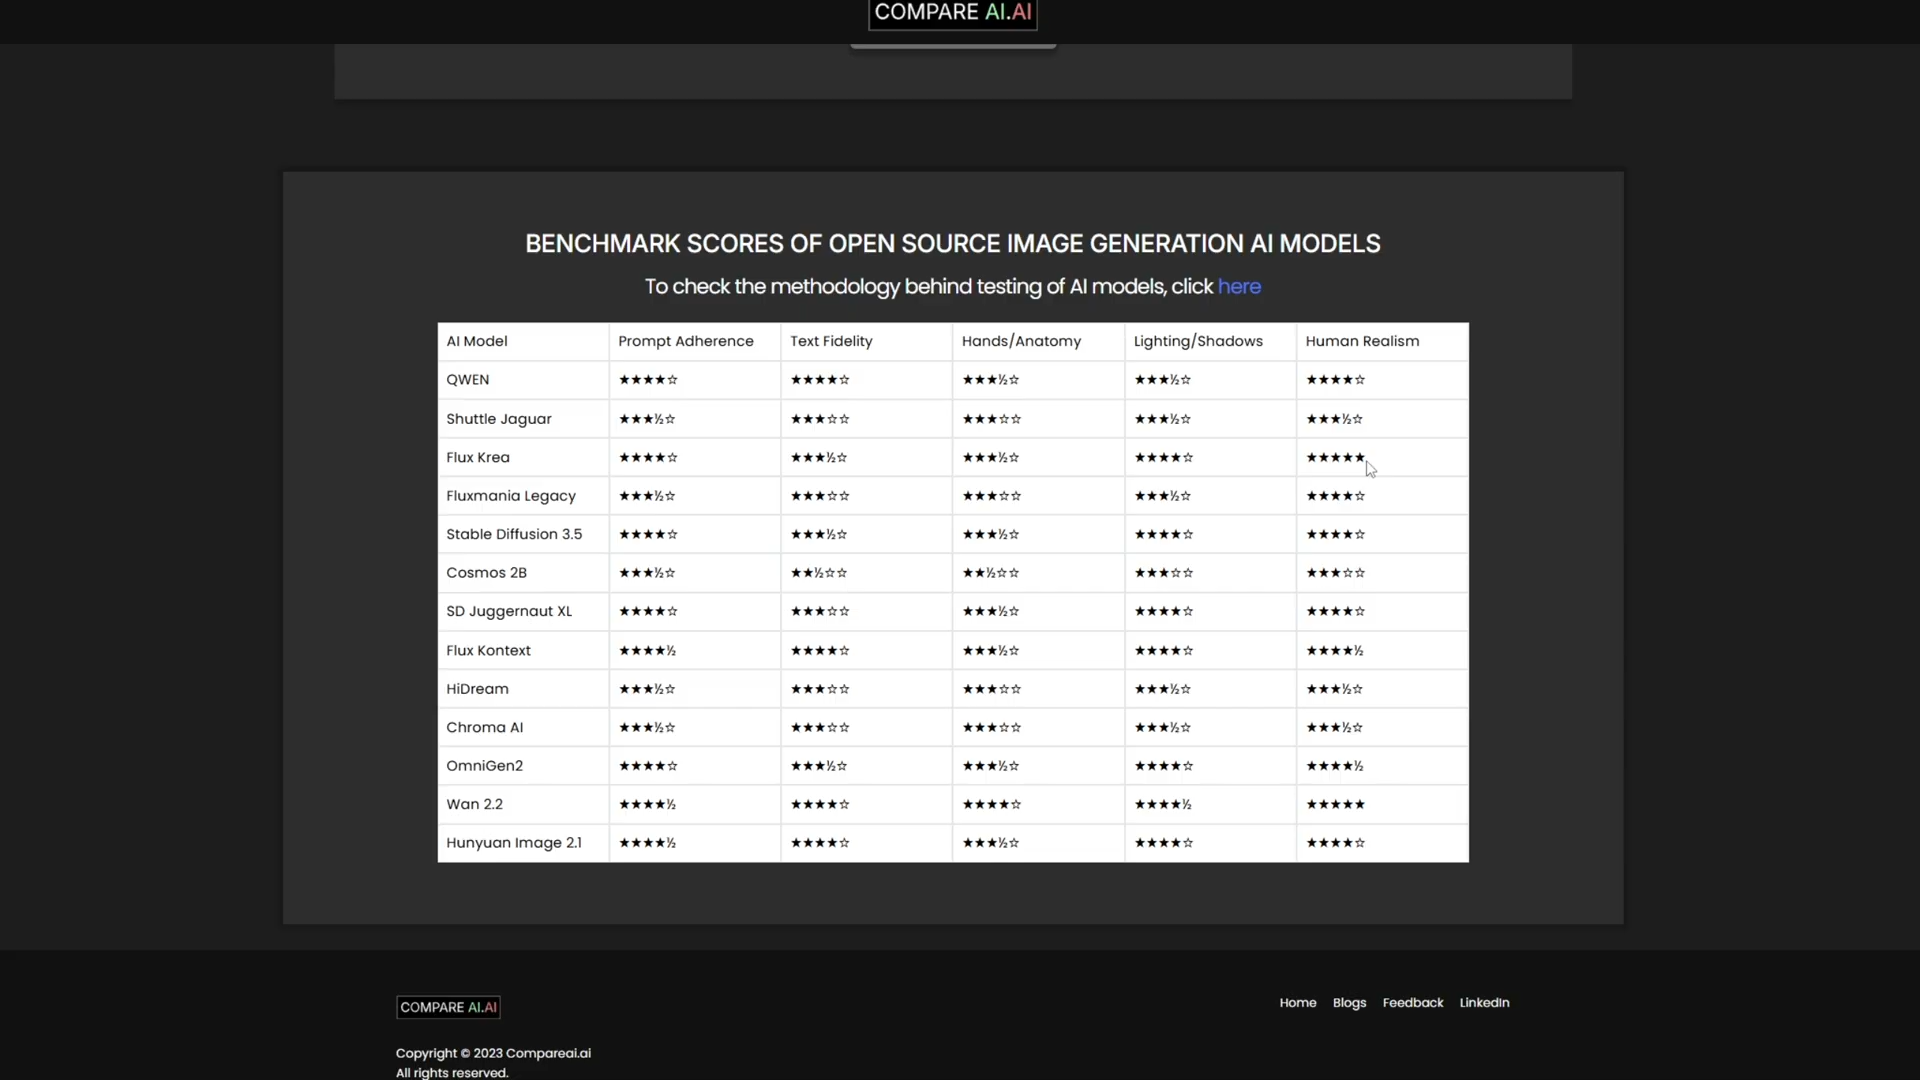 COMPARE AI.AI
BENCHMARK SCORES OF OPEN SOURCE IMAGE GENERATION AI MODELS
To check the methodology behind testing of AI models, click here
AI Model Prompt Adherence Text Fidelity Hands/Anatomy Lighting/Shadows Human Realism
QWEN ★★★★☆ ★★★★☆ ★★★½☆ ★★★½☆ ★★★★☆
Shuttle Jaguar ★★★½☆ ★★★☆☆ ★★★☆☆ ★★★½☆ ★★★½☆
Flux Krea ★★★★☆ ★★★½☆ ★★★½☆ ★★★★☆ ★★★★★
Fluxmania Legacy ★★★½☆ ★★★☆☆ ★★★☆☆ ★★★½☆ ★★★★☆
Stable Diffusion 3.5 ★★★★☆ ★★★½☆ ★★★½☆ ★★★★☆ ★★★★☆
Cosmos 2B ★★★½☆ ★★½☆☆ ★★½☆☆ ★★★☆☆ ★★★☆☆
SD Juggernaut XL ★★★★☆ ★★★☆☆ ★★★½☆ ★★★★☆ ★★★★☆
Flux Kontext ★★★★½ ★★★★☆ ★★★½☆ ★★★★☆ ★★★★½
HiDream ★★★½☆ ★★★☆☆ ★★★☆☆ ★★★½☆ ★★★½☆
Chroma AI ★★★½☆ ★★★☆☆ ★★★☆☆ ★★★½☆ ★★★½☆
OmniGen2 ★★★★☆ ★★★½☆ ★★★½☆ ★★★★☆ ★★★★½
Wan 2.2 ★★★★½ ★★★★☆ ★★★★☆ ★★★★½ ★★★★★
Hunyuan Image 2.1 ★★★★½ ★★★★☆ ★★★½☆ ★★★★☆ ★★★★☆
COMPARE AI.AI
Home Blogs Feedback LinkedIn
Copyright © 2023 Compareai.ai
All rights reserved.